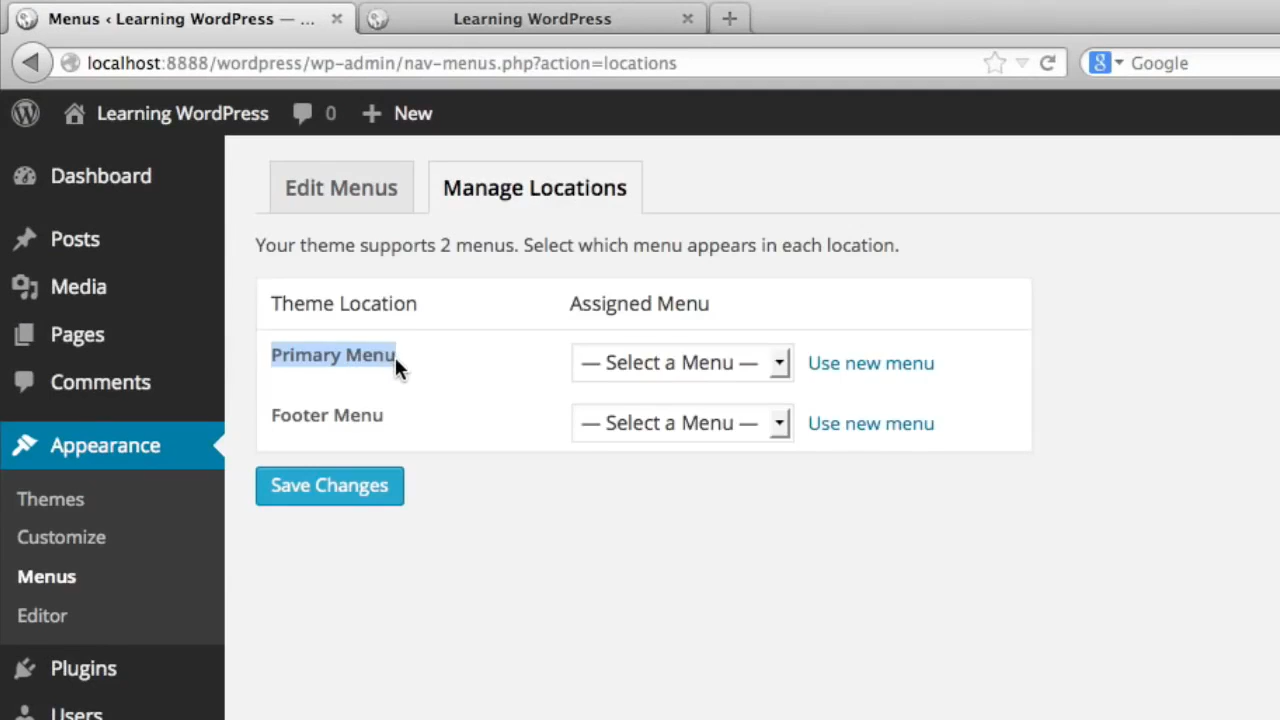 Menus ‹ Learning WordPress — ...
Learning WordPress
localhost:8888/wordpress/wp-admin/nav-menus.php?action=locations
8
Google
Learning WordPress
0
New
Dashboard
Posts
Media
Pages
Comments
Appearance
Themes
Customize
Menus
Editor
Plugins
Users
Edit Menus
Manage Locations
Your theme supports 2 menus. Select which menu appears in each location.
Theme Location
Assigned Menu
Primary Menu
— Select a Menu —
Use new menu
Footer Menu
— Select a Menu —
Use new menu
Save Changes